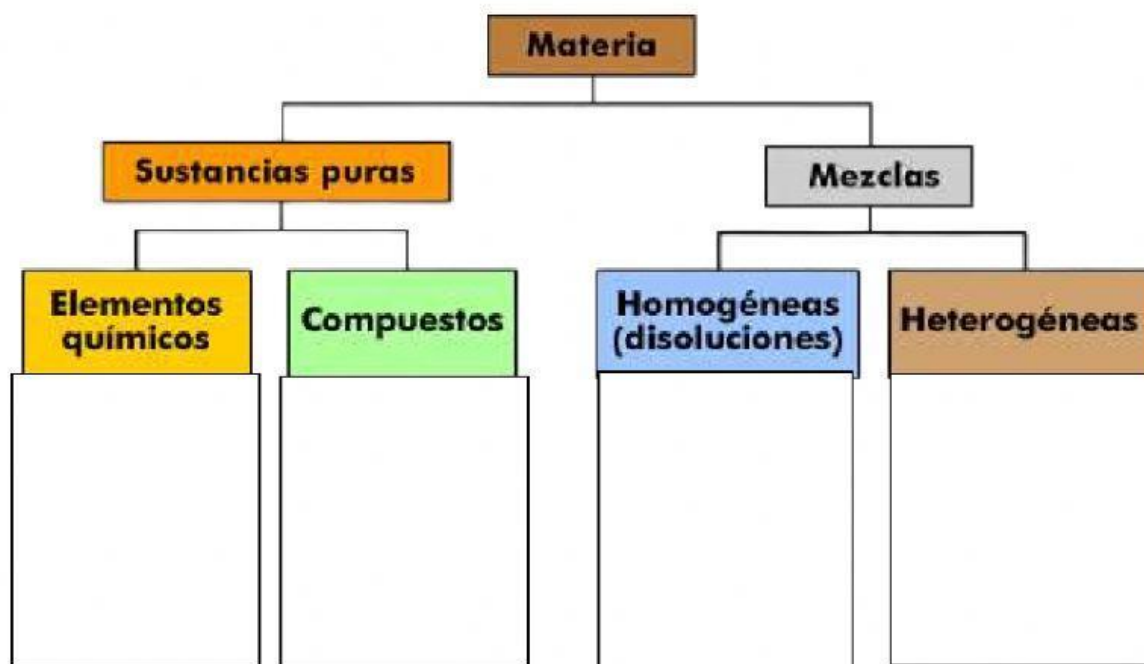 Materia
Sustancias puras
Mezclas
Elementos
químicos
Compuestos
Homogéneas
(disoluciones)
Heterogéneas